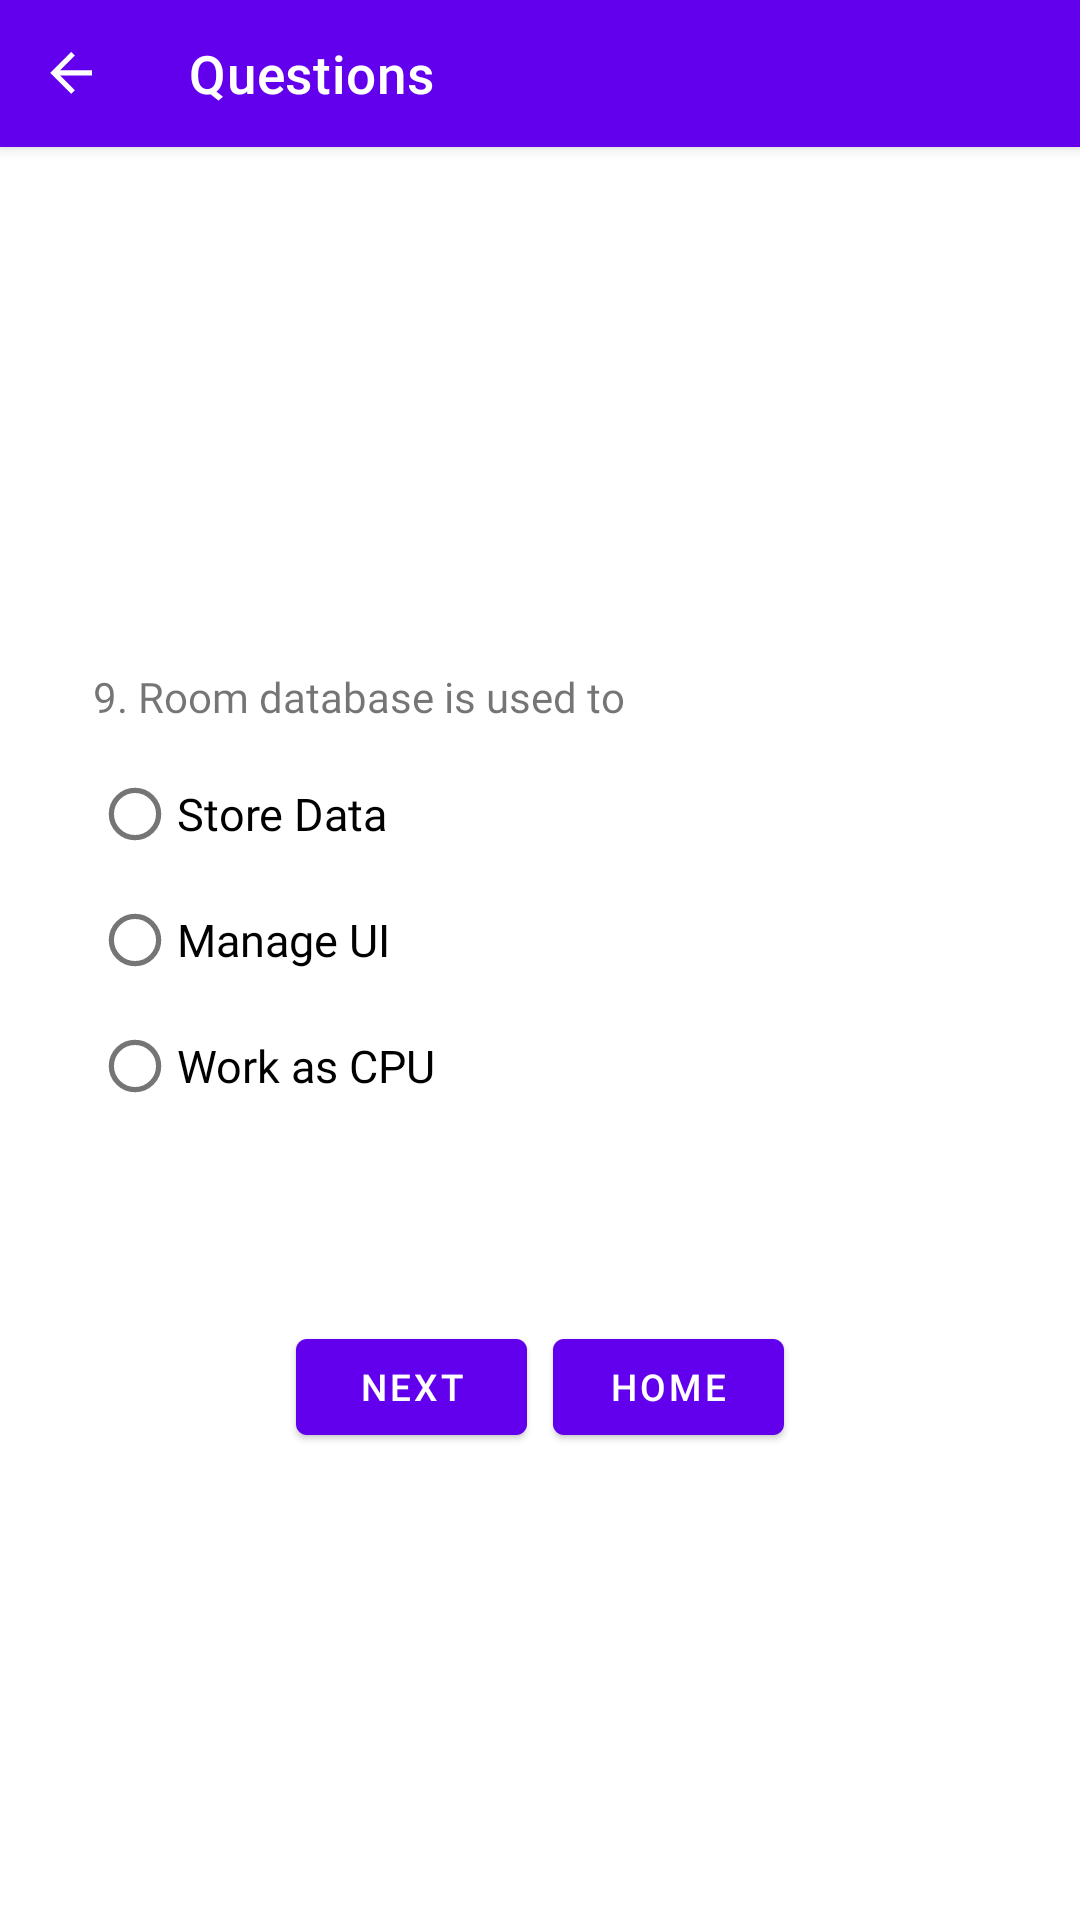 Questions
9. Room database is used to
Store Data
Manage UI
Work as CPU
NEXT HOME